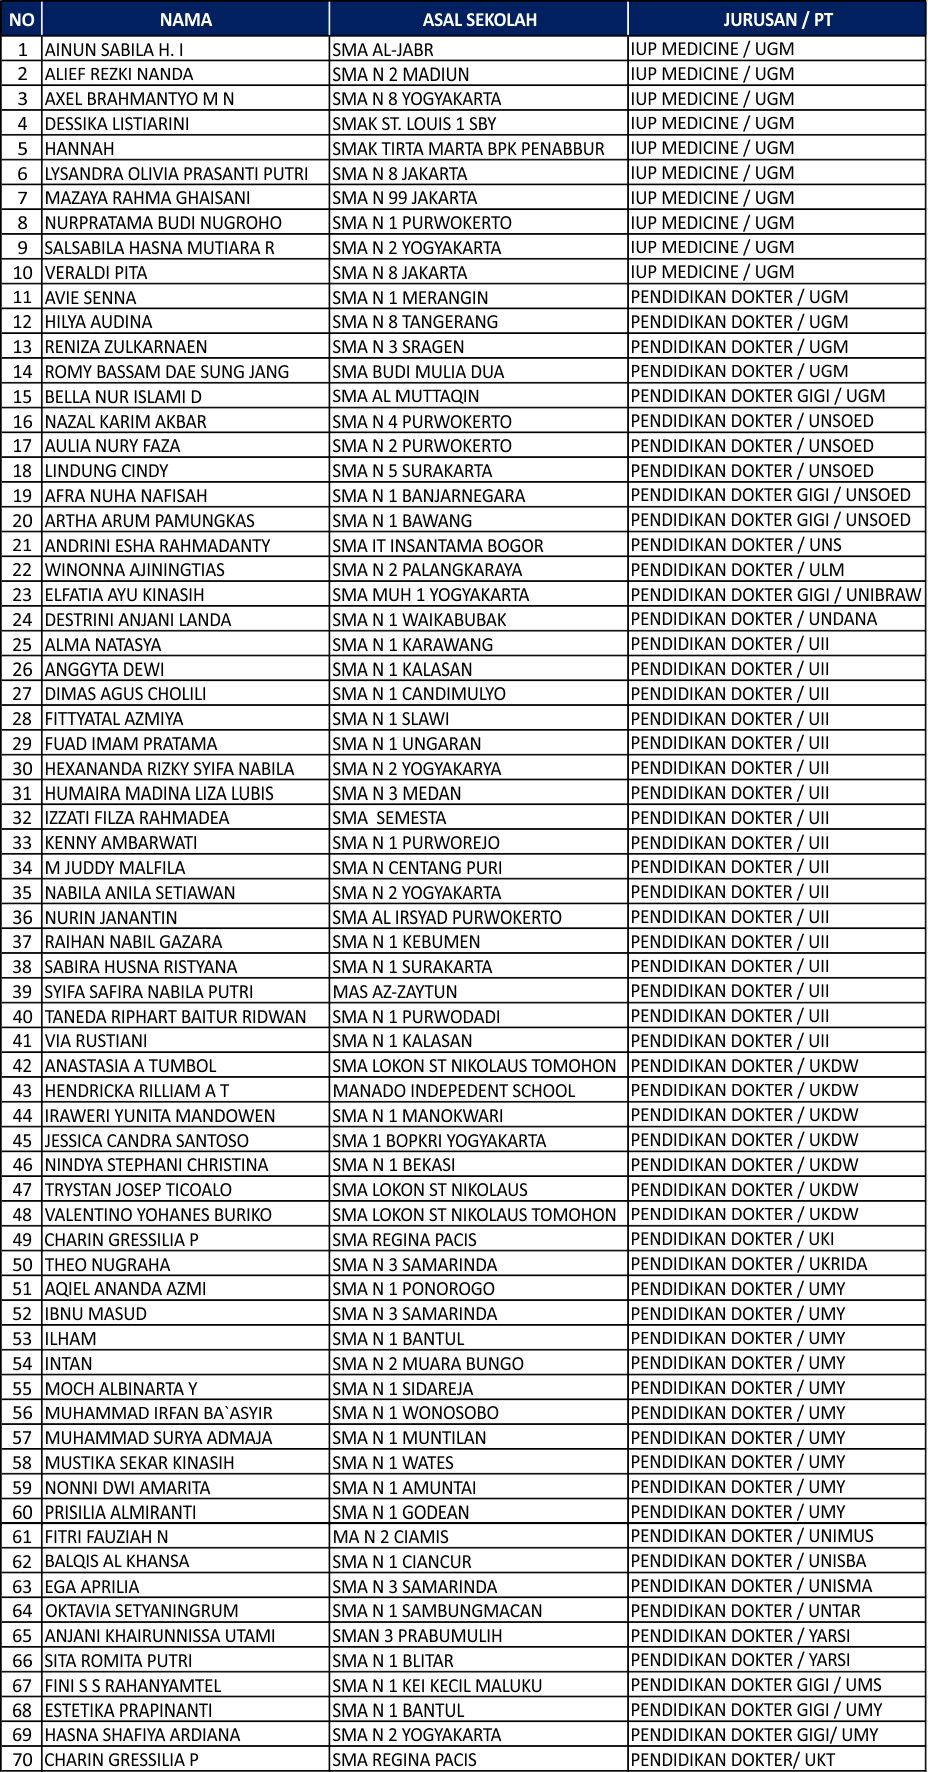 NO NAMA ASAL SEKOLAH JURUSAN / PT
1 AINUN SABILA H. I SMA AL-JABR IUP MEDICINE / UGM
2 ALIEF REZKI NANDA SMA N 2 MADIUN IUP MEDICINE / UGM
3 AXEL BRAHMANTYO M N SMA N 8 YOGYAKARTA IUP MEDICINE / UGM
4 DESSIKA LISTIARINI SMAK ST. LOUIS 1 SBY IUP MEDICINE / UGM
5 HANNAH SMAK TIRTA MARTA BPK PENABBUR IUP MEDICINE / UGM
6 LYSANDRA OLIVIA PRASANTI PUTRI SMA N 8 JAKARTA IUP MEDICINE / UGM
7 MAZAYA RAHMA GHAISANI SMA N 99 JAKARTA IUP MEDICINE / UGM
8 NURPRATAMA BUDI NUGROHO SMA N 1 PURWOKERTO IUP MEDICINE / UGM
9 SALSABILA HASNA MUTIARA R SMA N 2 YOGYAKARTA IUP MEDICINE / UGM
10 VERALDI PITA SMA N 8 JAKARTA IUP MEDICINE / UGM
11 AVIE SENNA SMA N 1 MERANGIN PENDIDIKAN DOKTER / UGM
12 HILYA AUDINA SMA N 8 TANGERANG PENDIDIKAN DOKTER / UGM
13 RENIZA ZULKARNAEN SMA N 3 SRAGEN PENDIDIKAN DOKTER / UGM
14 ROMY BASSAM DAE SUNG JANG SMA BUDI MULIA DUA PENDIDIKAN DOKTER / UGM
15 BELLA NUR ISLAMI D SMA AL MUTTAQIN PENDIDIKAN DOKTER GIGI / UGM
16 NAZAL KARIM AKBAR SMA N 4 PURWOKERTO PENDIDIKAN DOKTER / UNSOED
17 AULIA NURY FAZA SMA N 2 PURWOKERTO PENDIDIKAN DOKTER / UNSOED
18 LINDUNG CINDY SMA N 5 SURAKARTA PENDIDIKAN DOKTER / UNSOED
19 AFRA NUHA NAFISAH SMA N 1 BANJARNEGARA PENDIDIKAN DOKTER GIGI / UNSOED
20 ARTHA ARUM PAMUNGKAS SMA N 1 BAWANG PENDIDIKAN DOKTER GIGI / UNSOED
21 ANDRINI ESHA RAHMADANTY SMA IT INSANTAMA BOGOR PENDIDIKAN DOKTER / UNS
22 WINONNA AJININGTIAS SMA N 2 PALANGKARAYA PENDIDIKAN DOKTER / ULM
23 ELFATIA AYU KINASIH SMA MUH 1 YOGYAKARTA PENDIDIKAN DOKTER GIGI / UNIBRAW
24 DESTRINI ANJANI LANDA SMA N 1 WAIKABUBAK PENDIDIKAN DOKTER / UNDANA
25 ALMA NATASYA SMA N 1 KARAWANG PENDIDIKAN DOKTER / UII
26 ANGGYTA DEWI SMA N 1 KALASAN PENDIDIKAN DOKTER / UII
27 DIMAS AGUS CHOLILI SMA N 1 CANDIMULYO PENDIDIKAN DOKTER / UII
28 FITTYATAL AZMIYA SMA N 1 SLAWI PENDIDIKAN DOKTER / UII
29 FUAD IMAM PRATAMA SMA N 1 UNGARAN PENDIDIKAN DOKTER / UII
30 HEXANANDA RIZKY SYIFA NABILA SMA N 2 YOGYAKARYA PENDIDIKAN DOKTER / UII
31 HUMAIRA MADINA LIZA LUBIS SMA N 3 MEDAN PENDIDIKAN DOKTER / UII
32 IZZATI FILZA RAHMADEA SMA SEMESTA PENDIDIKAN DOKTER / UII
33 KENNY AMBARWATI SMA N 1 PURWOREJO PENDIDIKAN DOKTER / UII
34 M JUDDY MALFILA SMA N CENTANG PURI PENDIDIKAN DOKTER / UII
35 NABILA ANILA SETIAWAN SMA N 2 YOGYAKARTA PENDIDIKAN DOKTER / UII
36 NURIN JANANTIN SMA AL IRSYAD PURWOKERTO PENDIDIKAN DOKTER / UII
37 RAIHAN NABIL GAZARA SMA N 1 KEBUMEN PENDIDIKAN DOKTER / UII
38 SABIRA HUSNA RISTYANA SMA N 1 SURAKARTA PENDIDIKAN DOKTER / UII
39 SYIFA SAFIRA NABILA PUTRI MAS AZ-ZAYTUN PENDIDIKAN DOKTER / UII
40 TANEDA RIPHART BAITUR RIDWAN SMA N 1 PURWODADI PENDIDIKAN DOKTER / UII
41 VIA RUSTIANI SMA N 1 KALASAN PENDIDIKAN DOKTER / UII
42 ANASTASIA A TUMBOL SMA LOKON ST NIKOLAUS TOMOHON PENDIDIKAN DOKTER / UKDW
43 HENDRICKA RILLIAM A T MANADO INDEPEDENT SCHOOL PENDIDIKAN DOKTER / UKDW
44 IRAWERI YUNITA MANDOWEN SMA N 1 MANOKWARI PENDIDIKAN DOKTER / UKDW
45 JESSICA CANDRA SANTOSO SMA 1 BOPKRI YOGYAKARTA PENDIDIKAN DOKTER / UKDW
46 NINDYA STEPHANI CHRISTINA SMA N 1 BEKASI PENDIDIKAN DOKTER / UKDW
47 TRYSTAN JOSEP TICOALO SMA LOKON ST NIKOLAUS PENDIDIKAN DOKTER / UKDW
48 VALENTINO YOHANES BURIKO SMA LOKON ST NIKOLAUS TOMOHON PENDIDIKAN DOKTER / UKDW
49 CHARIN GRESSILIA P SMA REGINA PACIS PENDIDIKAN DOKTER / UKI
50 THEO NUGRAHA SMA N 3 SAMARINDA PENDIDIKAN DOKTER / UKRIDA
51 AQIEL ANANDA AZMI SMA N 1 PONOROGO PENDIDIKAN DOKTER / UMY
52 IBNU MASUD SMA N 3 SAMARINDA PENDIDIKAN DOKTER / UMY
53 ILHAM SMA N 1 BANTUL PENDIDIKAN DOKTER / UMY
54 INTAN SMA N 2 MUARA BUNGO PENDIDIKAN DOKTER / UMY
55 MOCH ALBINARTA Y SMA N 1 SIDAREJA PENDIDIKAN DOKTER / UMY
56 MUHAMMAD IRFAN BA`ASYIR SMA N 1 WONOSOBO PENDIDIKAN DOKTER / UMY
57 MUHAMMAD SURYA ADMAJA SMA N 1 MUNTILAN PENDIDIKAN DOKTER / UMY
58 MUSTIKA SEKAR KINASIH SMA N 1 WATES PENDIDIKAN DOKTER / UMY
59 NONNI DWI AMARITA SMA N 1 AMUNTAI PENDIDIKAN DOKTER / UMY
60 PRISILIA ALMIRANTI SMA N 1 GODEAN PENDIDIKAN DOKTER / UMY
61 FITRI FAUZIAH N MA N 2 CIAMIS PENDIDIKAN DOKTER / UNIMUS
62 BALQIS AL KHANSA SMA N 1 CIANCUR PENDIDIKAN DOKTER / UNISBA
63 EGA APRILIA SMA N 3 SAMARINDA PENDIDIKAN DOKTER / UNISMA
64 OKTAVIA SETYANINGRUM SMA N 1 SAMBUNGMACAN PENDIDIKAN DOKTER / UNTAR
65 ANJANI KHAIRUNNISSA UTAMI SMAN 3 PRABUMULIH PENDIDIKAN DOKTER / YARSI
66 SITA ROMITA PUTRI SMA N 1 BLITAR PENDIDIKAN DOKTER / YARSI
67 FINI S S RAHANYAMTEL SMA N 1 KEI KECIL MALUKU PENDIDIKAN DOKTER GIGI / UMS
68 ESTETIKA PRAPINANTI SMA N 1 BANTUL PENDIDIKAN DOKTER GIGI / UMY
69 HASNA SHAFIYA ARDIANA SMA N 2 YOGYAKARTA PENDIDIKAN DOKTER GIGI/ UMY
70 CHARIN GRESSILIA P SMA REGINA PACIS PENDIDIKAN DOKTER/ UKT